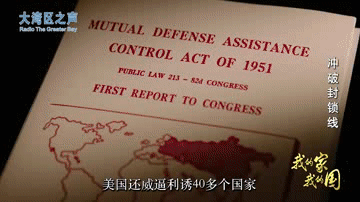 大湾区之声
Radio The Greater Bay
MUTUAL DEFENSE ASSISTANCE
CONTROL ACT OF 1951
PUBLIC LAW 213 - 82d CONGRESS
FIRST REPORT TO CONGRESS
冲破封锁线
我的家
我的国
美国还威逼利诱40多个国家